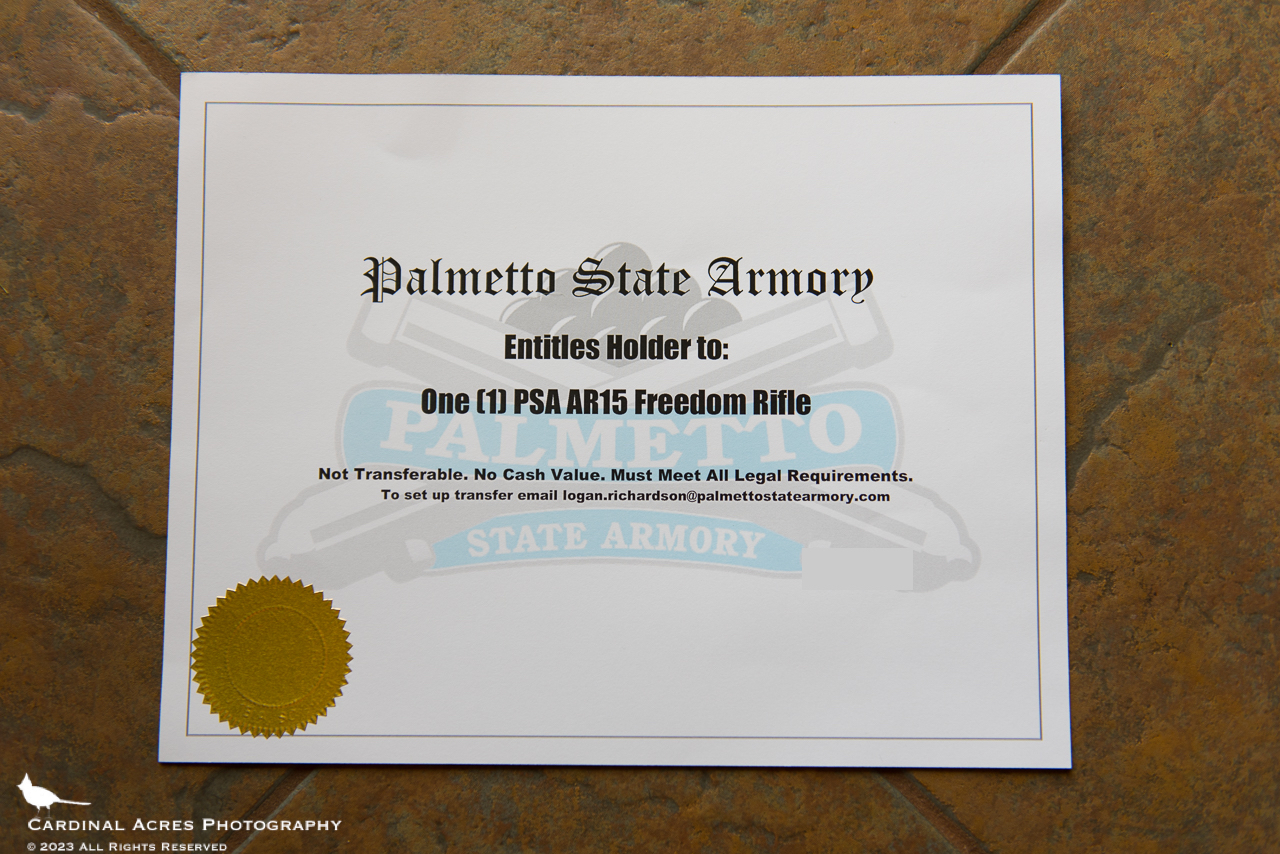 Palmetto State Armory
Entitles Holder to:
One (1) PSA AR15 Freedom Rifle
PALMETTO
Not Transferable. No Cash Value. Must Meet All Legal Requirements.
To set up transfer email logan.richardson@palmettostatearmory.com
STATE ARMORY
CARDINAL ACRES PHOTOGRAPHY
© 2023 ALL RIGHTS RESERVED